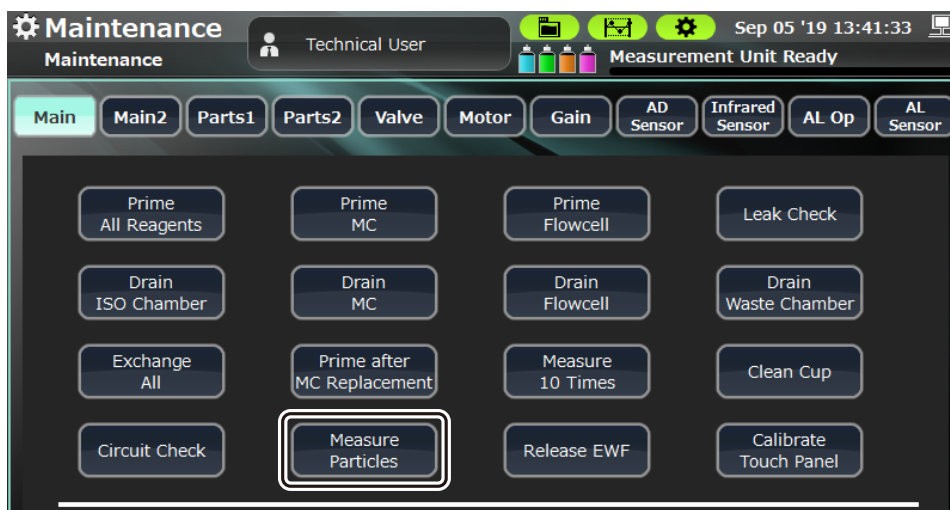 Maintenance
Maintenance
Technical User
Sep 05 '19 13:41:33
Measurement Unit Ready
Main
Main2
Parts1
Parts2
Valve
Motor
Gain
AD
Sensor
Infrared
Sensor
AL Op
AL
Sensor
Prime
All Reagents
Prime
MC
Prime
Flowcell
Leak Check
Drain
ISO Chamber
Drain
MC
Drain
Flowcell
Drain
Waste Chamber
Exchange
All
Prime after
MC Replacement
Measure
10 Times
Clean Cup
Circuit Check
Measure
Particles
Release EWF
Calibrate
Touch Panel